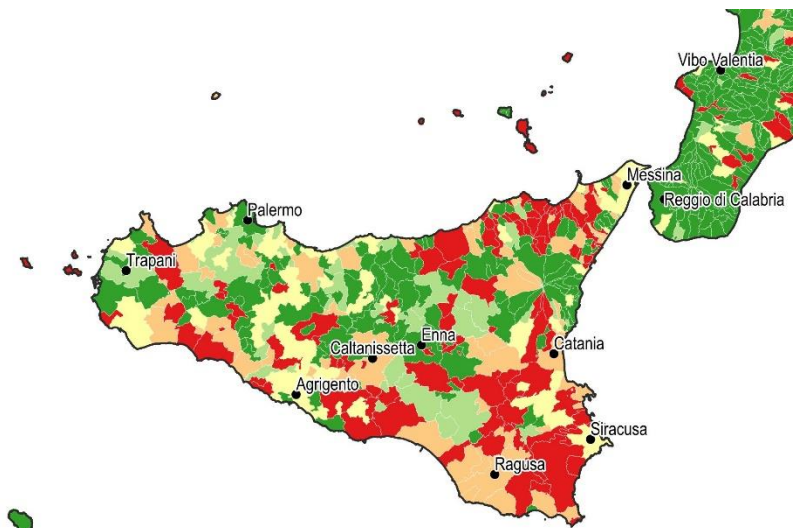 Vibo Valentia
Messina
Reggio di Calabria
Palermo
Trapani
Enna
Caltanissetta
Catania
Agrigento
Siracusa
Ragusa